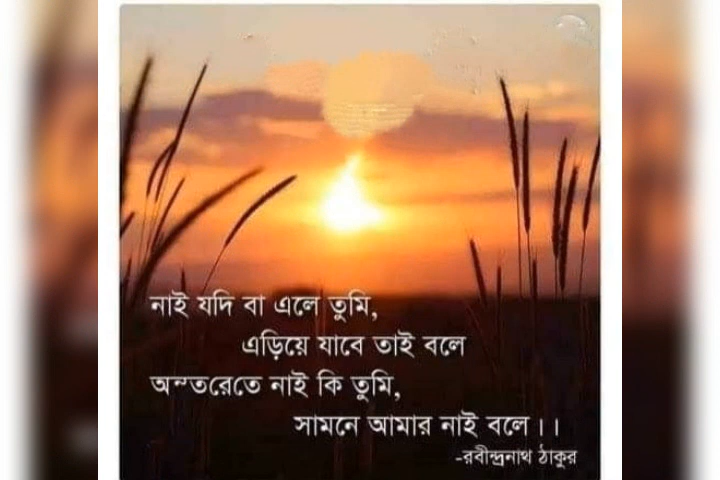 নাই যদি বা এলে তুমি,
এড়িয়ে যাবে তাই বলে
অন্তরেতে নাই কি তুমি,
সামনে আমার নাই বলে।।
-রবীন্দ্রনাথ ঠাকুর